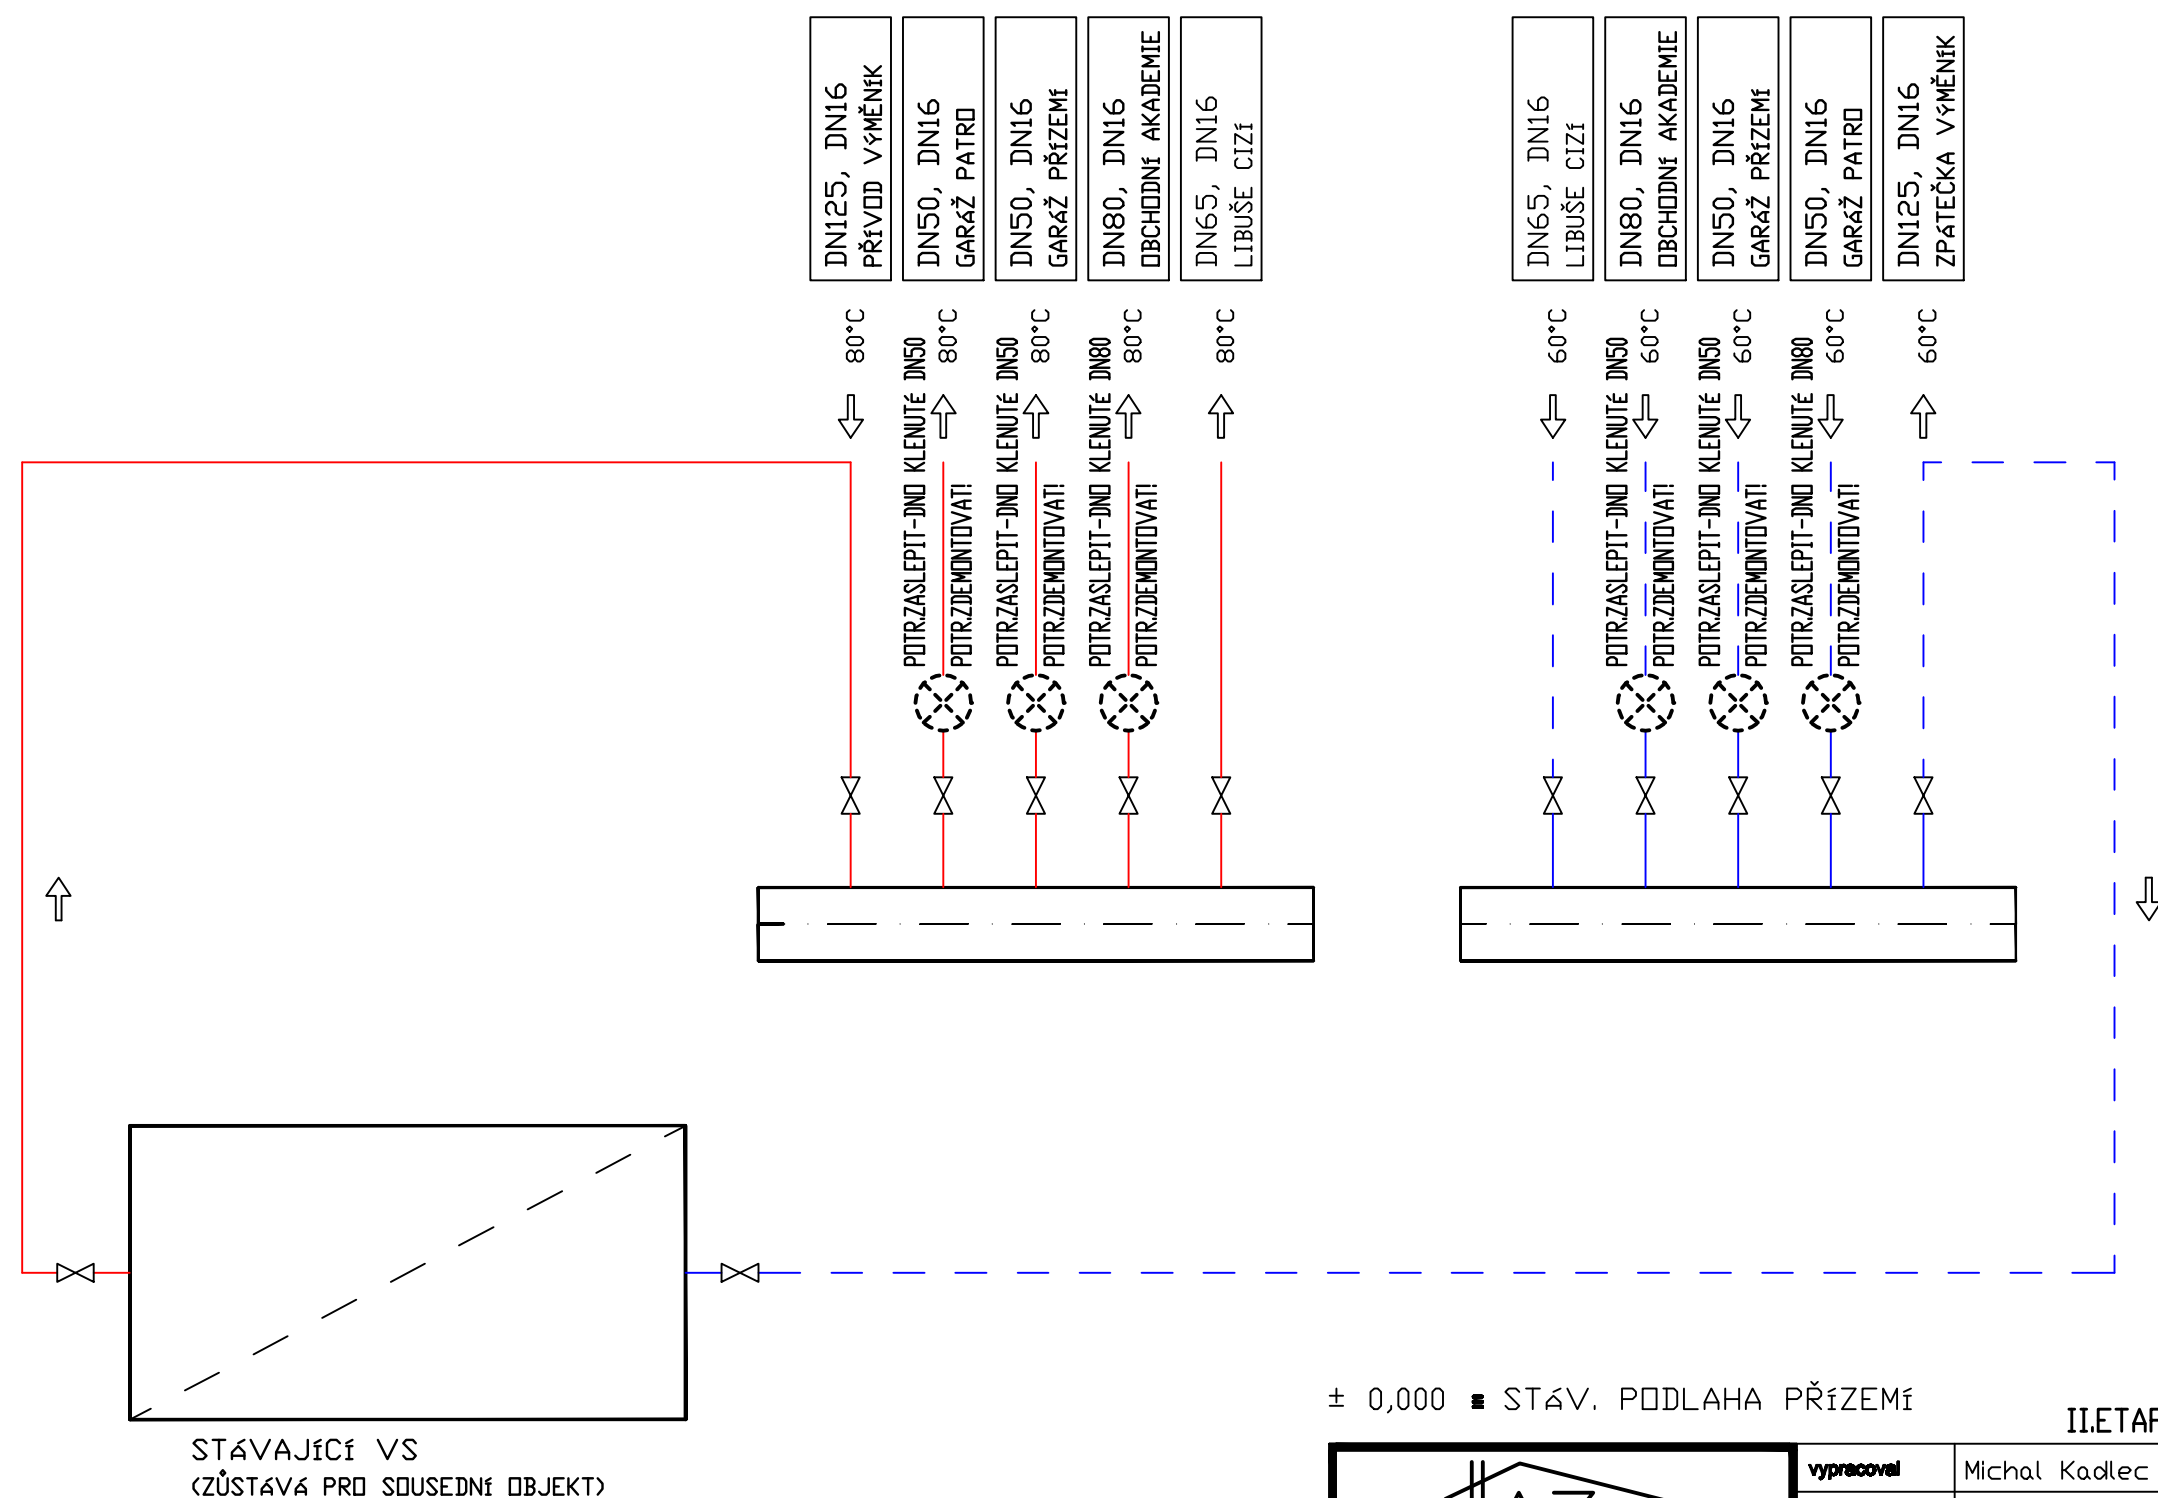 DN125, DN16
PŘÍVOD VÝMĚNÍK
DN50, DN16
GARÁŽ PATRO
DN50, DN16
GARÁŽ PŘÍZEMÍ
DN80, DN16
OBCHODNÍ AKADEMIE
DN65, DN16
LIBUŠE CIZÍ
DN65, DN16
LIBUŠE CIZÍ
DN80, DN16
OBCHODNÍ AKADEMIE
DN50, DN16
GARÁŽ PŘÍZEMÍ
DN50, DN16
GARÁŽ PATRO
DN125, DN16
ZPÁTEČKA VÝMĚNÍK
80°C
80°C
80°C
80°C
80°C
60°C
60°C
60°C
60°C
60°C
POTR.ZASLEPIT-DNO KLENUTÉ DN50
POTR.ZDEMONTOVAT!
POTR.ZASLEPIT-DNO KLENUTÉ DN50
POTR.ZDEMONTOVAT!
POTR.ZASLEPIT-DNO KLENUTÉ DN80
POTR.ZDEMONTOVAT!
POTR.ZASLEPIT-DNO KLENUTÉ DN50
POTR.ZDEMONTOVAT!
POTR.ZASLEPIT-DNO KLENUTÉ DN50
POTR.ZDEMONTOVAT!
POTR.ZASLEPIT-DNO KLENUTÉ DN80
POTR.ZDEMONTOVAT!
STÁVAJÍCÍ VS
(ZŮSTÁVÁ PRO SOUSEDNÍ OBJEKT)
± 0,000 = STÁV. PODLAHA PŘÍZEMÍ
II.ETAP
vypracoval
Michal Kadlec